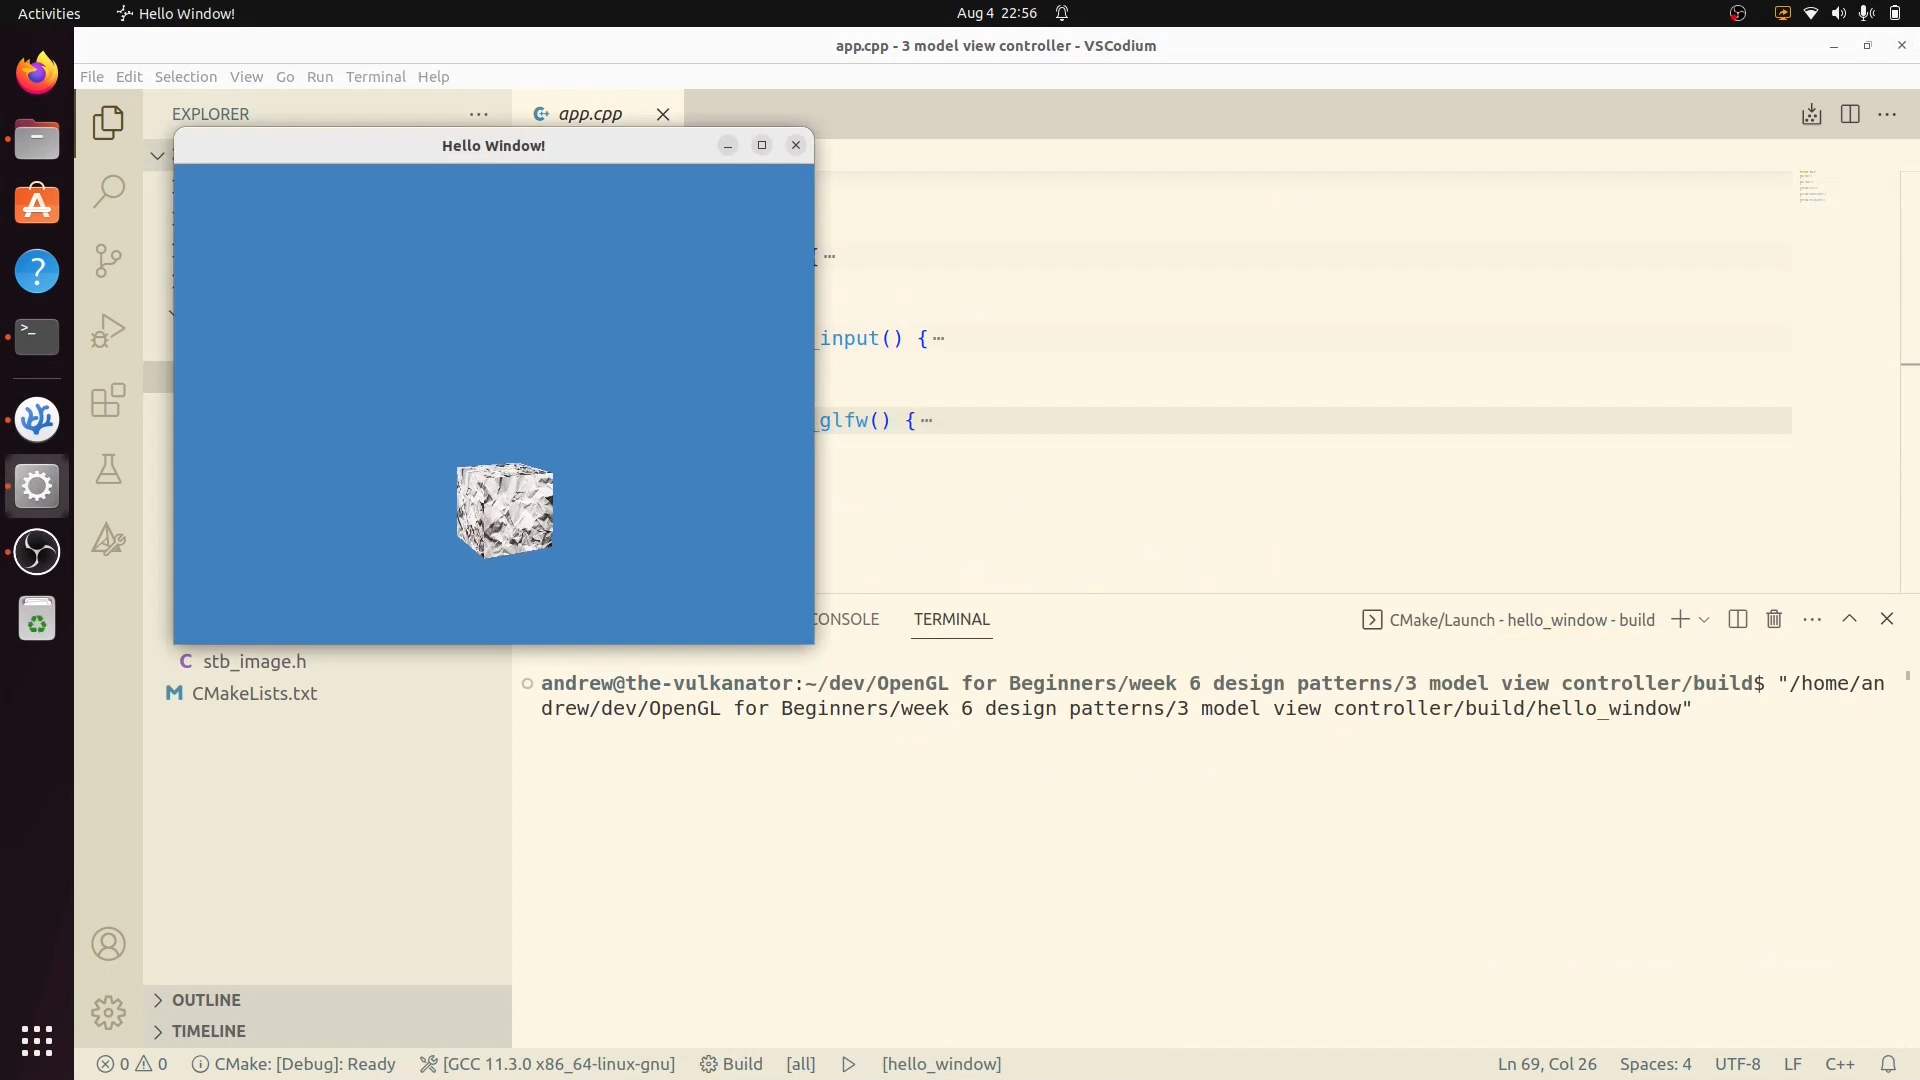 Activities
Hello Window!
Aug 4 22:56
app.cpp - 3 model view controller - VSCodium
File Edit Selection View Go Run Terminal Help
EXPLORER
app.cpp
Hello Window!
{
_input() {
_glfw() {
CONSOLE
TERMINAL
CMake/Launch - hello_window - build
stb_image.h
CMakeLists.txt
andrew@the-vulkanator:~/dev/OpenGL for Beginners/week 6 design patterns/3 model view controller/build$ "/home/an
drew/dev/OpenGL for Beginners/week 6 design patterns/3 model view controller/build/hello_window"
OUTLINE
TIMELINE
0 0 CMake: [Debug]: Ready [GCC 11.3.0 x86_64-linux-gnu] Build [all] [hello_window] Ln 69, Col 26 Spaces: 4 UTF-8 LF C++